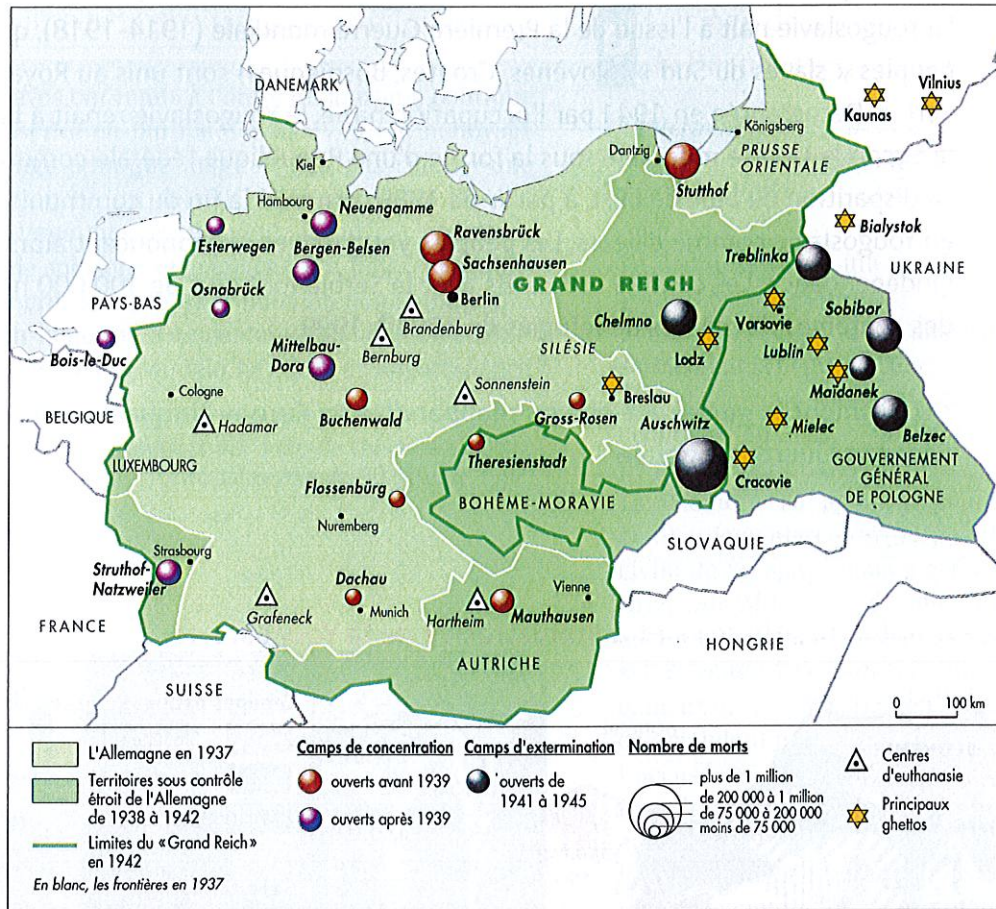 DANEMARK
Vilnius
Kaunas
Königsberg
Dantzig
PRUSSE
ORIENTALE
Kiel
Stutthof
Hambourg
Neuengamme
Bialystok
Esterwegen
Bergen-Belsen
Ravensbrück
Treblinka
UKRAINE
Sachsenhausen
GRAND REICH
PAYS-BAS
Osnabrück
Berlin
Sobibor
Brandenburg
Chelmno
Varsovie
Bois-le-Duc
Mittelbau-
Dora
Bernburg
SILÉSIE
Lodz
Lublin
Cologne
Sonnenstein
Maïdanek
BELGIQUE
Buchenwald
Gross-Rosen
Breslau
Hadamar
Auschwitz
Mielec
Belzec
LUXEMBOURG
Theresienstadt
Cracovie
GOUVERNEMENT
GÉNÉRAL
DE POLOGNE
Flossenbürg
BOHÊME-MORAVIE
Nuremberg
SLOVAQUIE
Strasbourg
Struthof-
Natzweiler
Dachau
Vienne
Grafeneck
Munich
Hartheim
Mauthausen
FRANCE
HONGRIE
AUTRICHE
SUISSE
0 100 km
L'Allemagne en 1937
Territoires sous contrôle
étroit de l'Allemagne
de 1938 à 1942
Limites du «Grand Reich»
en 1942
En blanc, les frontières en 1937
Camps de concentration
ouverts avant 1939
ouverts après 1939
Camps d'extermination
ouverts de
1941 à 1945
Nombre de morts
plus de 1 million
de 200 000 à 1 million
de 75 000 à 200 000
moins de 75 000
Centres
d'euthanasie
Principaux
ghettos